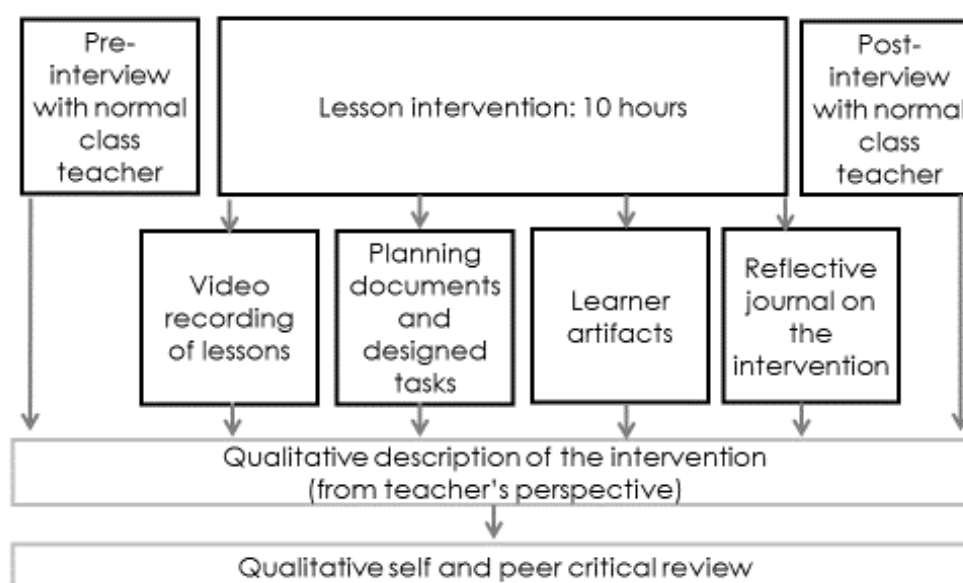 Pre-
interview
with normal
class
teacher
Lesson intervention: 10 hours
Post-
interview
with normal
class
teacher
Video
recording
of lessons
Planning
documents
and
designed
tasks
Learner
artifacts
Reflective
journal on
the
intervention
Qualitative description of the intervention
(from teacher's perspective)
Qualitative self and peer critical review